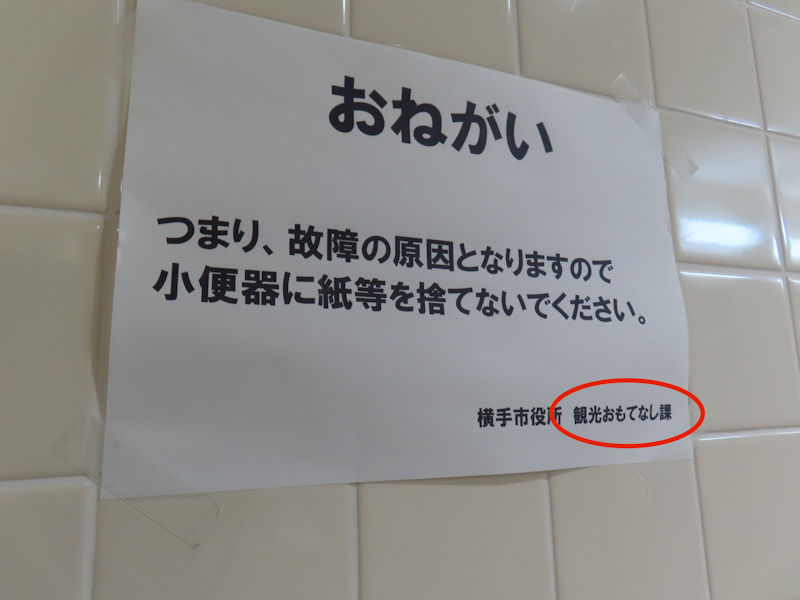 おねがい
つまり、故障の原因となりますので
小便器に紙等を捨てないでください。
横手市役所 観光おもてなし課